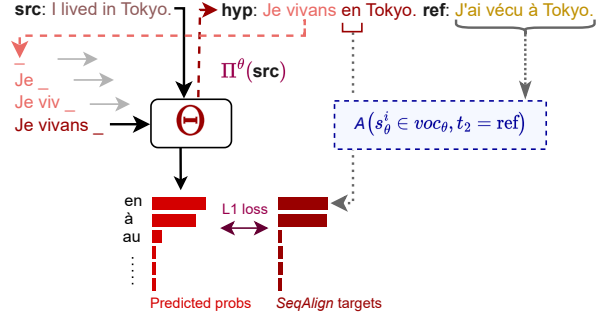 src: I lived in Tokyo. hyp: Je vivans en Tokyo. ref: J'ai vécu à Tokyo.
_
Je _
Je viv _
Je vivans _
Π^θ(src)
Θ
A(s_θ^i ∈ voc_θ, t_2 = ref)
en
à
au
L1 loss
Predicted probs
SeqAlign targets